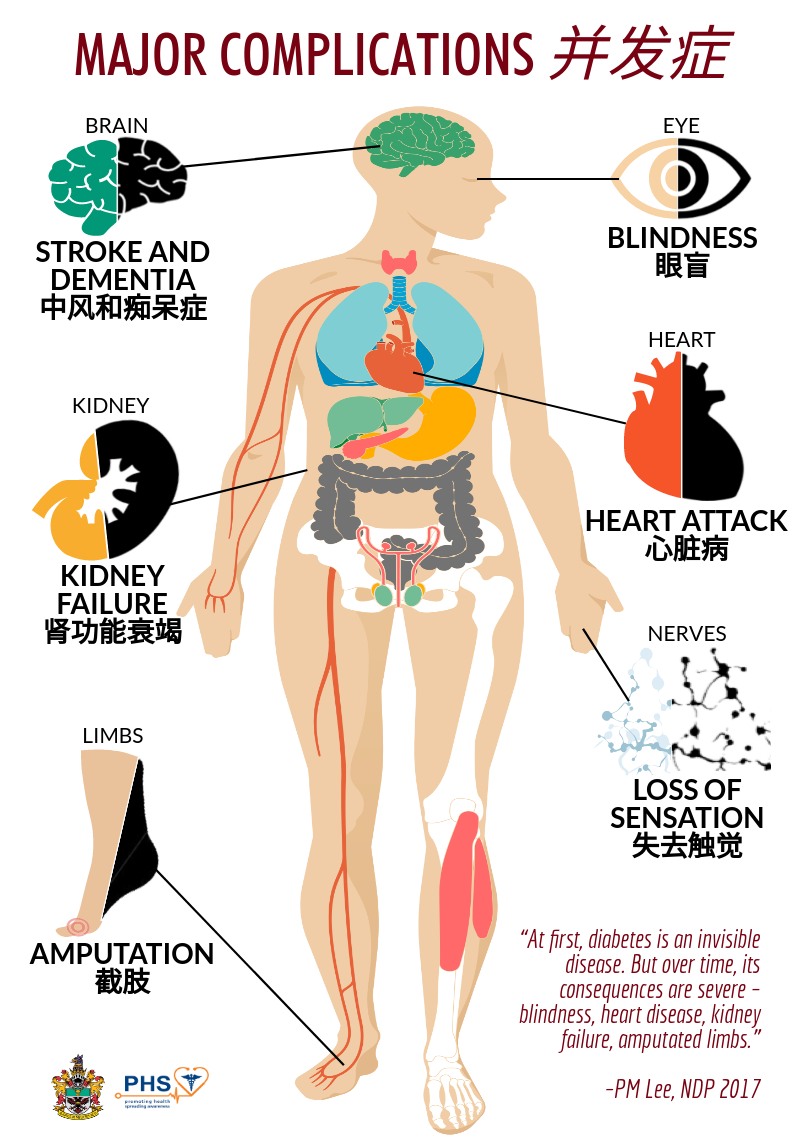 MAJOR COMPLICATIONS 并发症
BRAIN
STROKE AND
DEMENTIA
中风和痴呆症
EYE
BLINDNESS
眼盲
HEART
HEART ATTACK
心脏病
KIDNEY
KIDNEY
FAILURE
肾功能衰竭
NERVES
LOSS OF
SENSATION
失去触觉
LIMBS
AMPUTATION
截肢
“At first, diabetes is an invisible
disease. But over time, its
consequences are severe –
blindness, heart disease, kidney
failure, amputated limbs.”
–PM Lee, NDP 2017
PHS
promoting health
spreading awareness